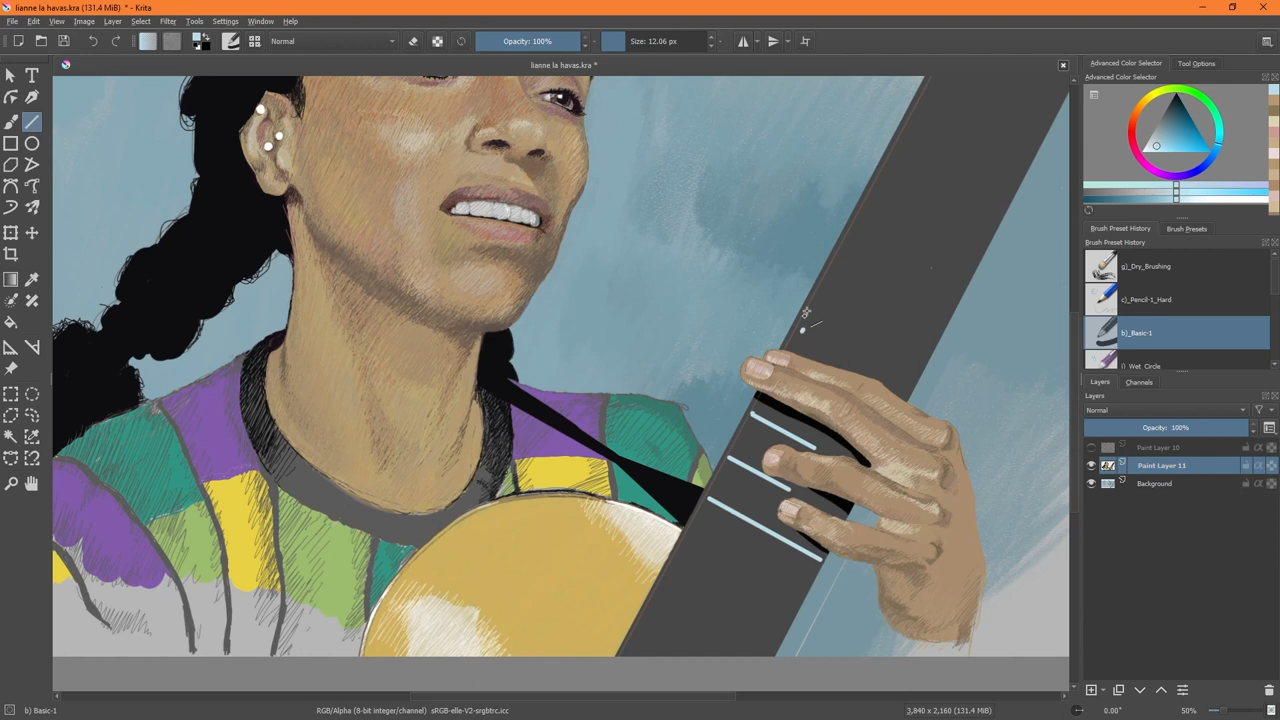 lianne la havas.kra (131.4 MiB) * - Krita
File Edit View Image Layer Select Filter Tools Settings Window Help
Normal Opacity: 100% Size: 12.06 px
lianne la havas.kra *
Advanced Color Selector Tool Options
Advanced Color Selector
Brush Preset History Brush Presets
Brush Preset History
g)_Dry_Brushing
c)_Pencil-1_Hard
b)_Basic-1
i)_Wet_Circle
Layers Channels
Layers
Normal
Opacity: 100%
Paint Layer 10
Paint Layer 11
Background
b) Basic-1 RGB/Alpha (8-bit integer/channel) sRGB-elle-V2-srgbtrc.icc 3,840 x 2,160 (131.4 MiB) 0.00° 50%